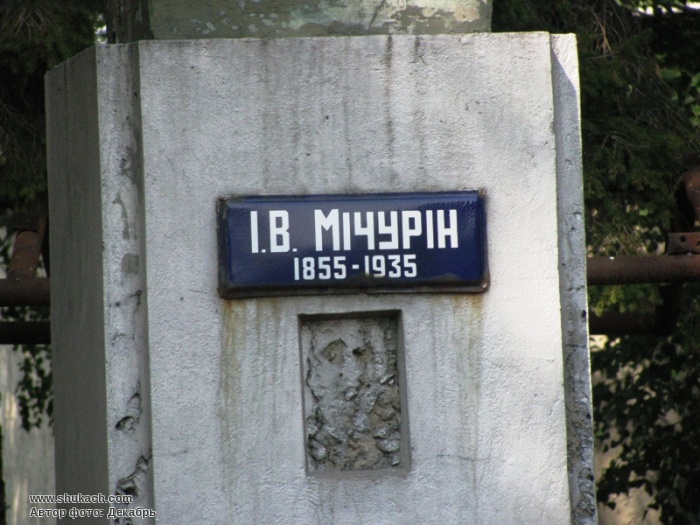 І.В. Мічурін
1855-1935
www.shukach.com
Автор фото: Декабрь